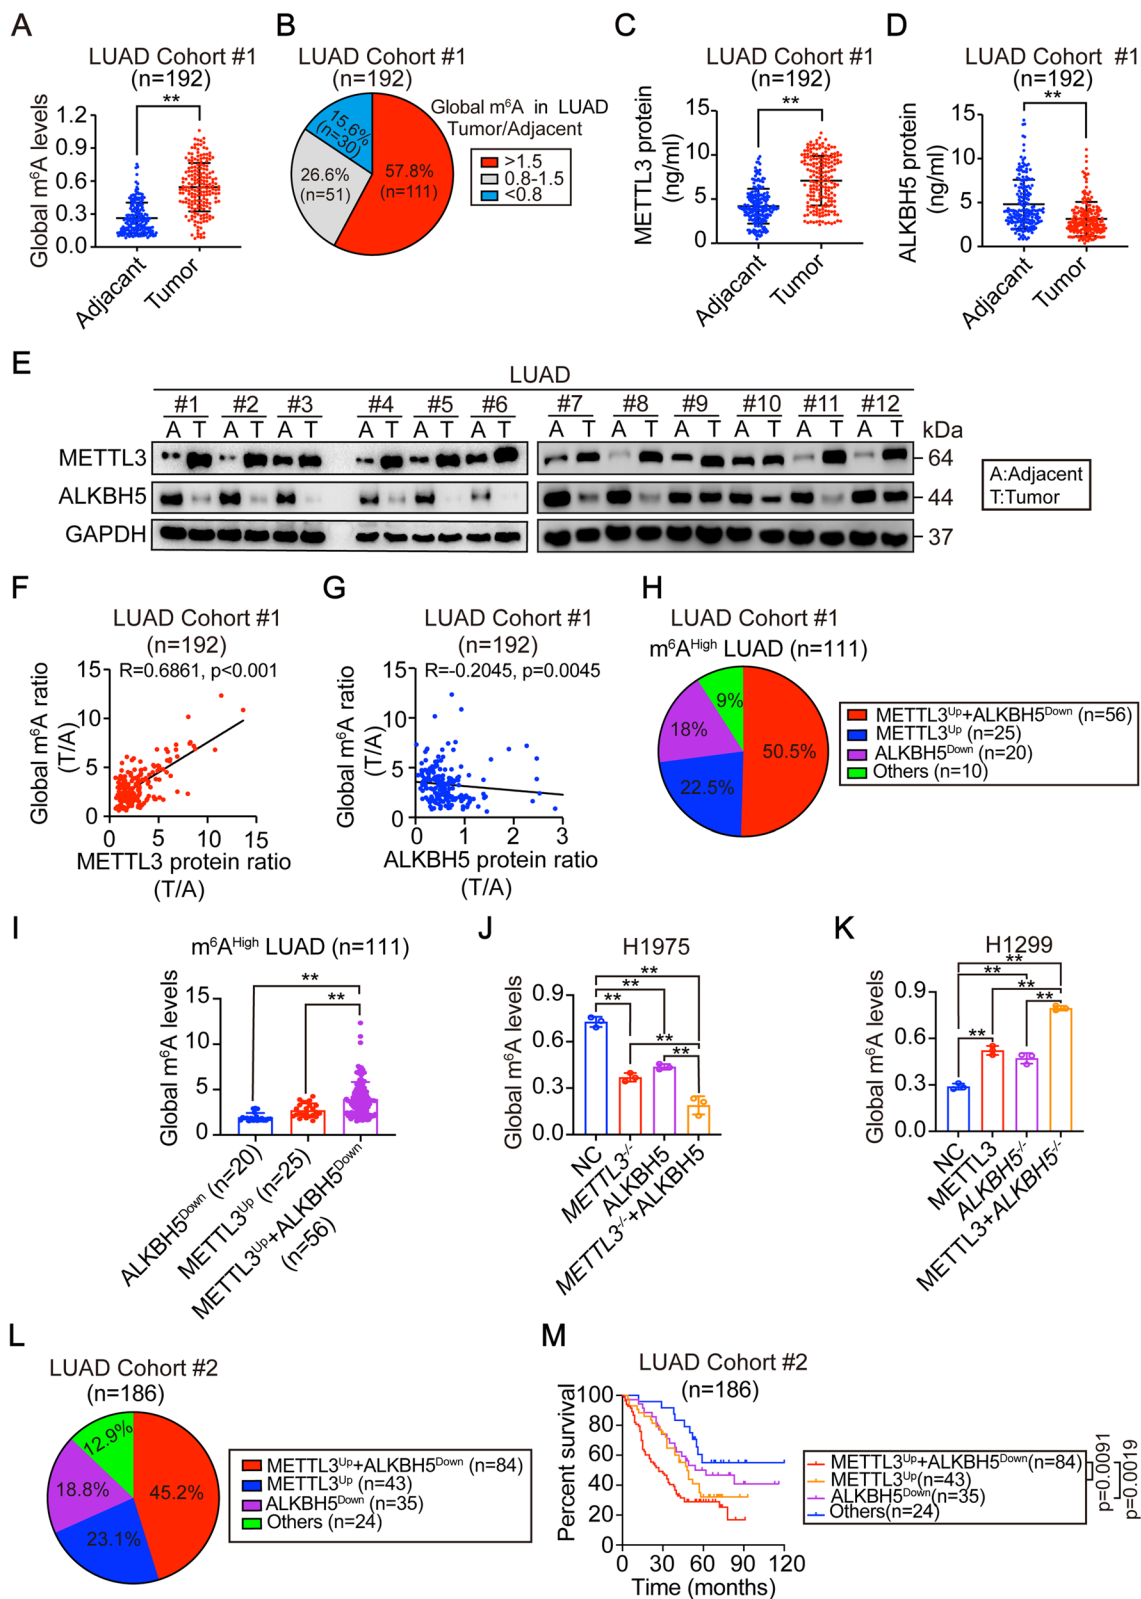 A
LUAD Cohort #1
(n=192)
**
Global m⁶A levels
1.2
0.9
0.6
0.3
0.0
Adjacant
Tumor
B
LUAD Cohort #1
(n=192)
15.6%
(n=30)
26.6%
(n=51)
57.8%
(n=111)
Global m⁶A in LUAD
Tumor/Adjacent
>1.5
0.8-1.5
<0.8
C
LUAD Cohort #1
(n=192)
**
METTL3 protein
(ng/ml)
15
10
5
0
Adjacant
Tumor
D
LUAD Cohort #1
(n=192)
**
ALKBH5 protein
(ng/ml)
15
10
5
0
Adjacant
Tumor
E
LUAD
#1 #2 #3 #4 #5 #6 #7 #8 #9 #10 #11 #12
A T A T A T A T A T A T A T A T A T A T A T A T
kDa
METTL3
64
ALKBH5
44
GAPDH
37
A:Adjacent
T:Tumor
F
LUAD Cohort #1
(n=192)
R=0.6861, p<0.001
Global m⁶A ratio
(T/A)
15
10
5
0
0 5 10 15
METTL3 protein ratio
(T/A)
G
LUAD Cohort #1
(n=192)
R=-0.2045, p=0.0045
Global m⁶A ratio
(T/A)
15
10
5
0
0 1 2 3
ALKBH5 protein ratio
(T/A)
H
LUAD Cohort #1
m⁶Aᴴⁱᵍʰ LUAD (n=111)
9%
18%
50.5%
22.5%
METTL3ᵁᵖ+ALKBH5ᴰᵒʷⁿ (n=56)
METTL3ᵁᵖ (n=25)
ALKBH5ᴰᵒʷⁿ (n=20)
Others (n=10)
I
m⁶Aᴴⁱᵍʰ LUAD (n=111)
**
**
Global m⁶A levels
15
10
5
0
ALKBH5ᴰᵒʷⁿ (n=20)
METTL3ᵁᵖ (n=25)
METTL3ᵁᵖ+ALKBH5ᴰᵒʷⁿ
(n=56)
J
H1975
**
**
**
**
**
Global m⁶A levels
0.9
0.6
0.3
0.0
NC
METTL3⁻/⁻
ALKBH5
METTL3⁻/⁻+ALKBH5
K
H1299
**
**
**
**
**
Global m⁶A levels
0.9
0.6
0.3
0.0
NC
METTL3
ALKBH5⁻/⁻
METTL3+ALKBH5⁻/⁻
L
LUAD Cohort #2
(n=186)
12.9%
18.8%
45.2%
23.1%
METTL3ᵁᵖ+ALKBH5ᴰᵒʷⁿ (n=84)
METTL3ᵁᵖ (n=43)
ALKBH5ᴰᵒʷⁿ (n=35)
Others (n=24)
M
LUAD Cohort #2
(n=186)
Percent survival
100
80
60
40
20
0
0 30 60 90 120
Time (months)
METTL3ᵁᵖ+ALKBH5ᴰᵒʷⁿ(n=84)
METTL3ᵁᵖ(n=43)
ALKBH5ᴰᵒʷⁿ(n=35)
Others(n=24)
p=0.0091
p=0.0019